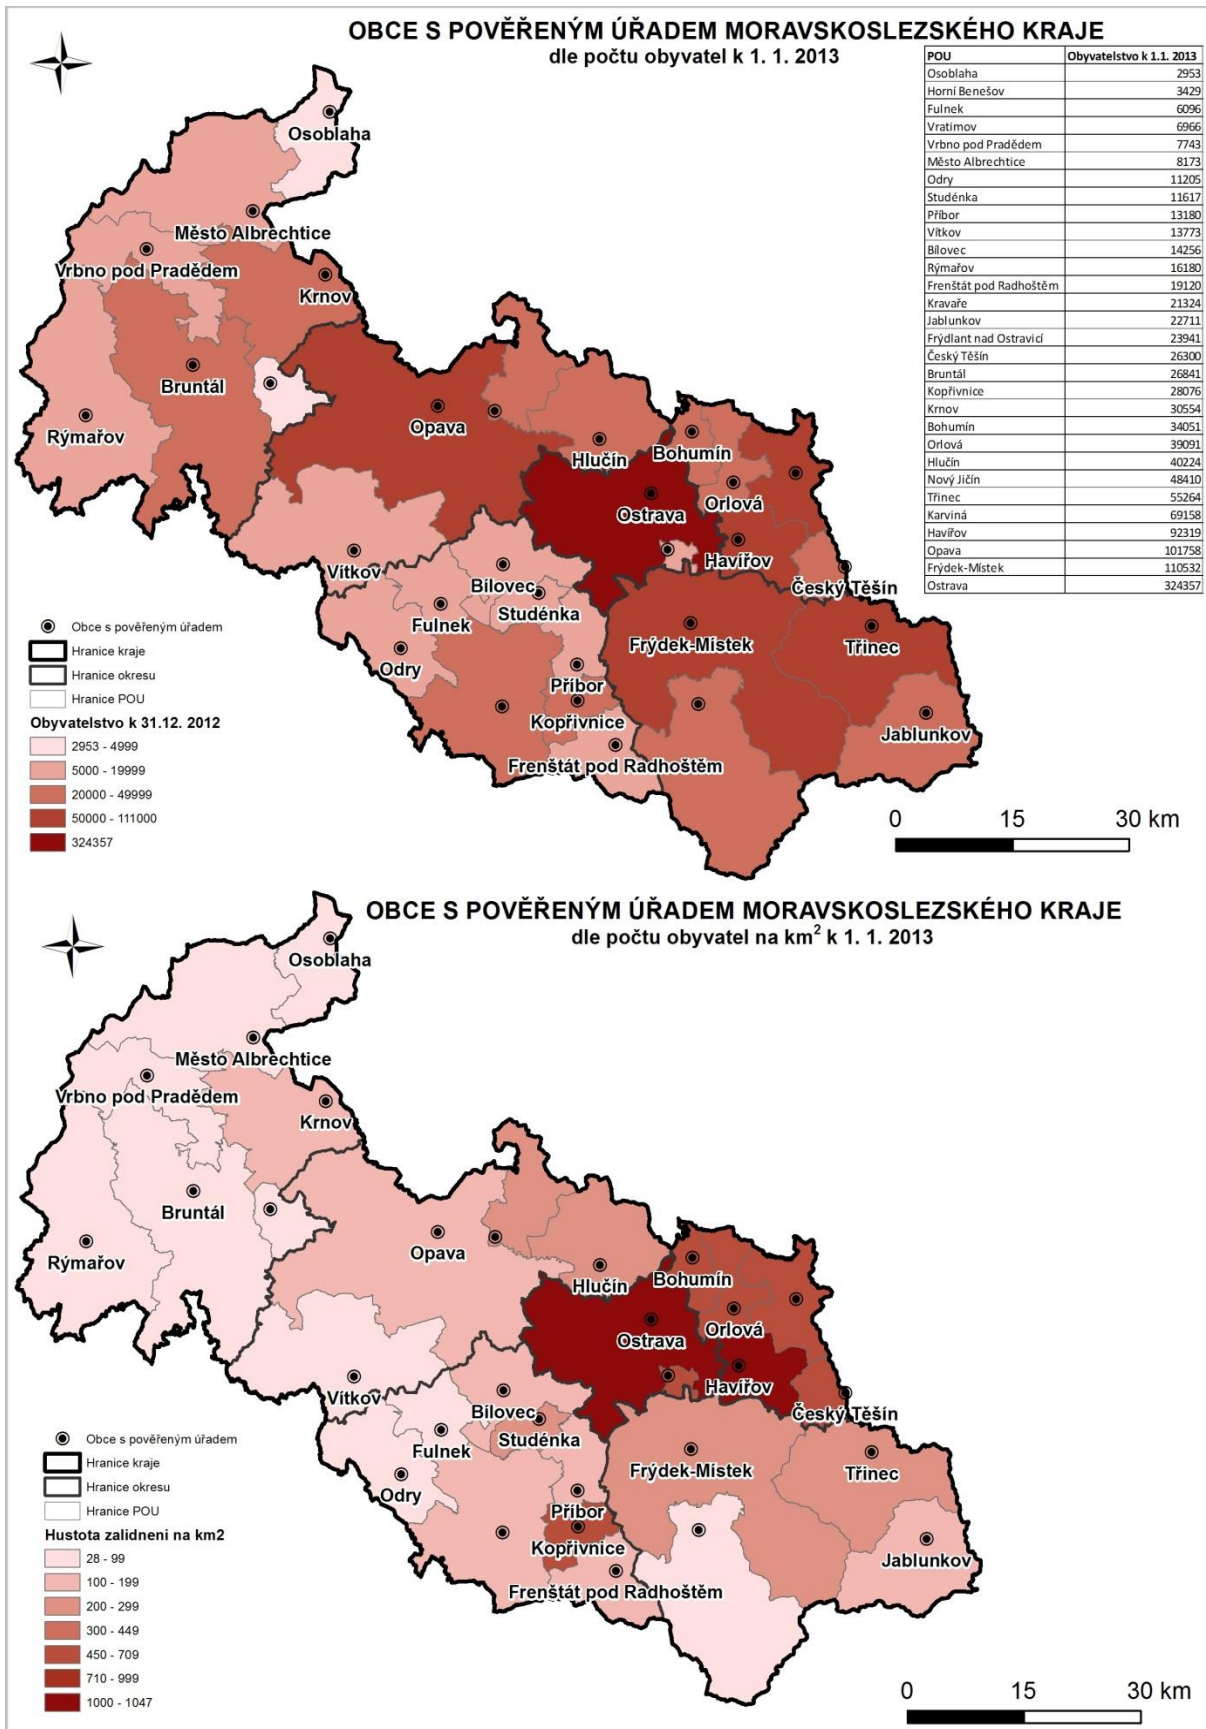 OBCE S POVĚŘENÝM ÚŘADEM MORAVSKOSLEZSKÉHO KRAJE
dle počtu obyvatel k 1. 1. 2013
POU Obyvatelstvo k 1.1. 2013
Osoblaha 2953
Horní Benešov 3429
Fulnek 6096
Vratimov 6966
Vrbno pod Pradědem 7743
Město Albrechtice 8173
Odry 11205
Studénka 11617
Příbor 13180
Vítkov 13773
Bílovec 14256
Rýmařov 16180
Frenštát pod Radhoštěm 19120
Kravaře 21324
Jablunkov 22711
Frýdlant nad Ostravicí 23941
Český Těšín 26300
Bruntál 26841
Kopřivnice 28076
Krnov 30554
Bohumín 34051
Orlová 39091
Hlučín 40224
Nový Jičín 48410
Třinec 55264
Karviná 69158
Havířov 92319
Opava 101758
Frýdek-Místek 110532
Ostrava 324357
Osoblaha
Město Albrechtice
Vrbno pod Pradědem
Krnov
Bruntál
Rýmařov
Opava
Hlučín
Bohumín
Orlová
Ostrava
Havířov
Český Těšín
Vítkov
Bílovec
Studénka
Fulnek
Odry
Frýdek-Místek
Třinec
Příbor
Kopřivnice
Jablunkov
Frenštát pod Radhoštěm
Obce s pověřeným úřadem
Hranice kraje
Hranice okresu
Hranice POU
Obyvatelstvo k 31.12. 2012
2953 - 4999
5000 - 19999
20000 - 49999
50000 - 111000
324357
0 15 30 km
OBCE S POVĚŘENÝM ÚŘADEM MORAVSKOSLEZSKÉHO KRAJE
dle počtu obyvatel na km² k 1. 1. 2013
Osoblaha
Město Albrechtice
Vrbno pod Pradědem
Krnov
Bruntál
Rýmařov
Opava
Hlučín
Bohumín
Orlová
Ostrava
Havířov
Český Těšín
Vítkov
Bílovec
Studénka
Fulnek
Odry
Frýdek-Místek
Třinec
Příbor
Kopřivnice
Jablunkov
Frenštát pod Radhoštěm
Obce s pověřeným úřadem
Hranice kraje
Hranice okresu
Hranice POU
Hustota zalidneni na km2
28 - 99
100 - 199
200 - 299
300 - 449
450 - 709
710 - 999
1000 - 1047
0 15 30 km